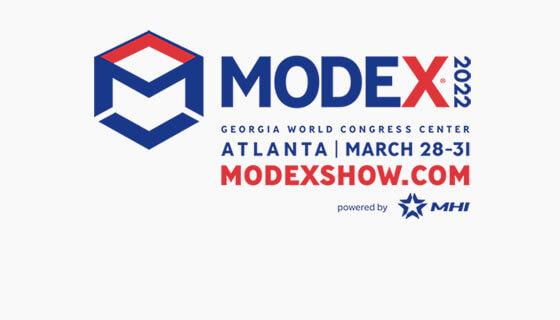 MODEX® 2022
GEORGIA WORLD CONGRESS CENTER
ATLANTA | MARCH 28-31
MODEXSHOW.COM
powered by MHI